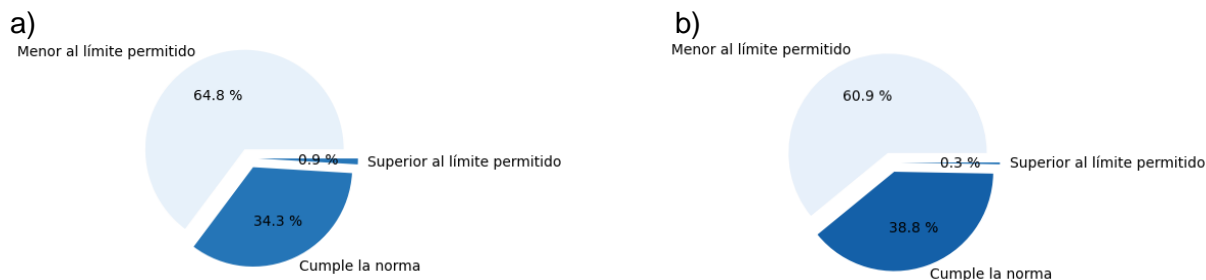 a)
Menor al límite permitido
64.8 %
0.9 %
Superior al límite permitido
34.3 %
Cumple la norma
b)
Menor al límite permitido
60.9 %
0.3 %
Superior al límite permitido
38.8 %
Cumple la norma